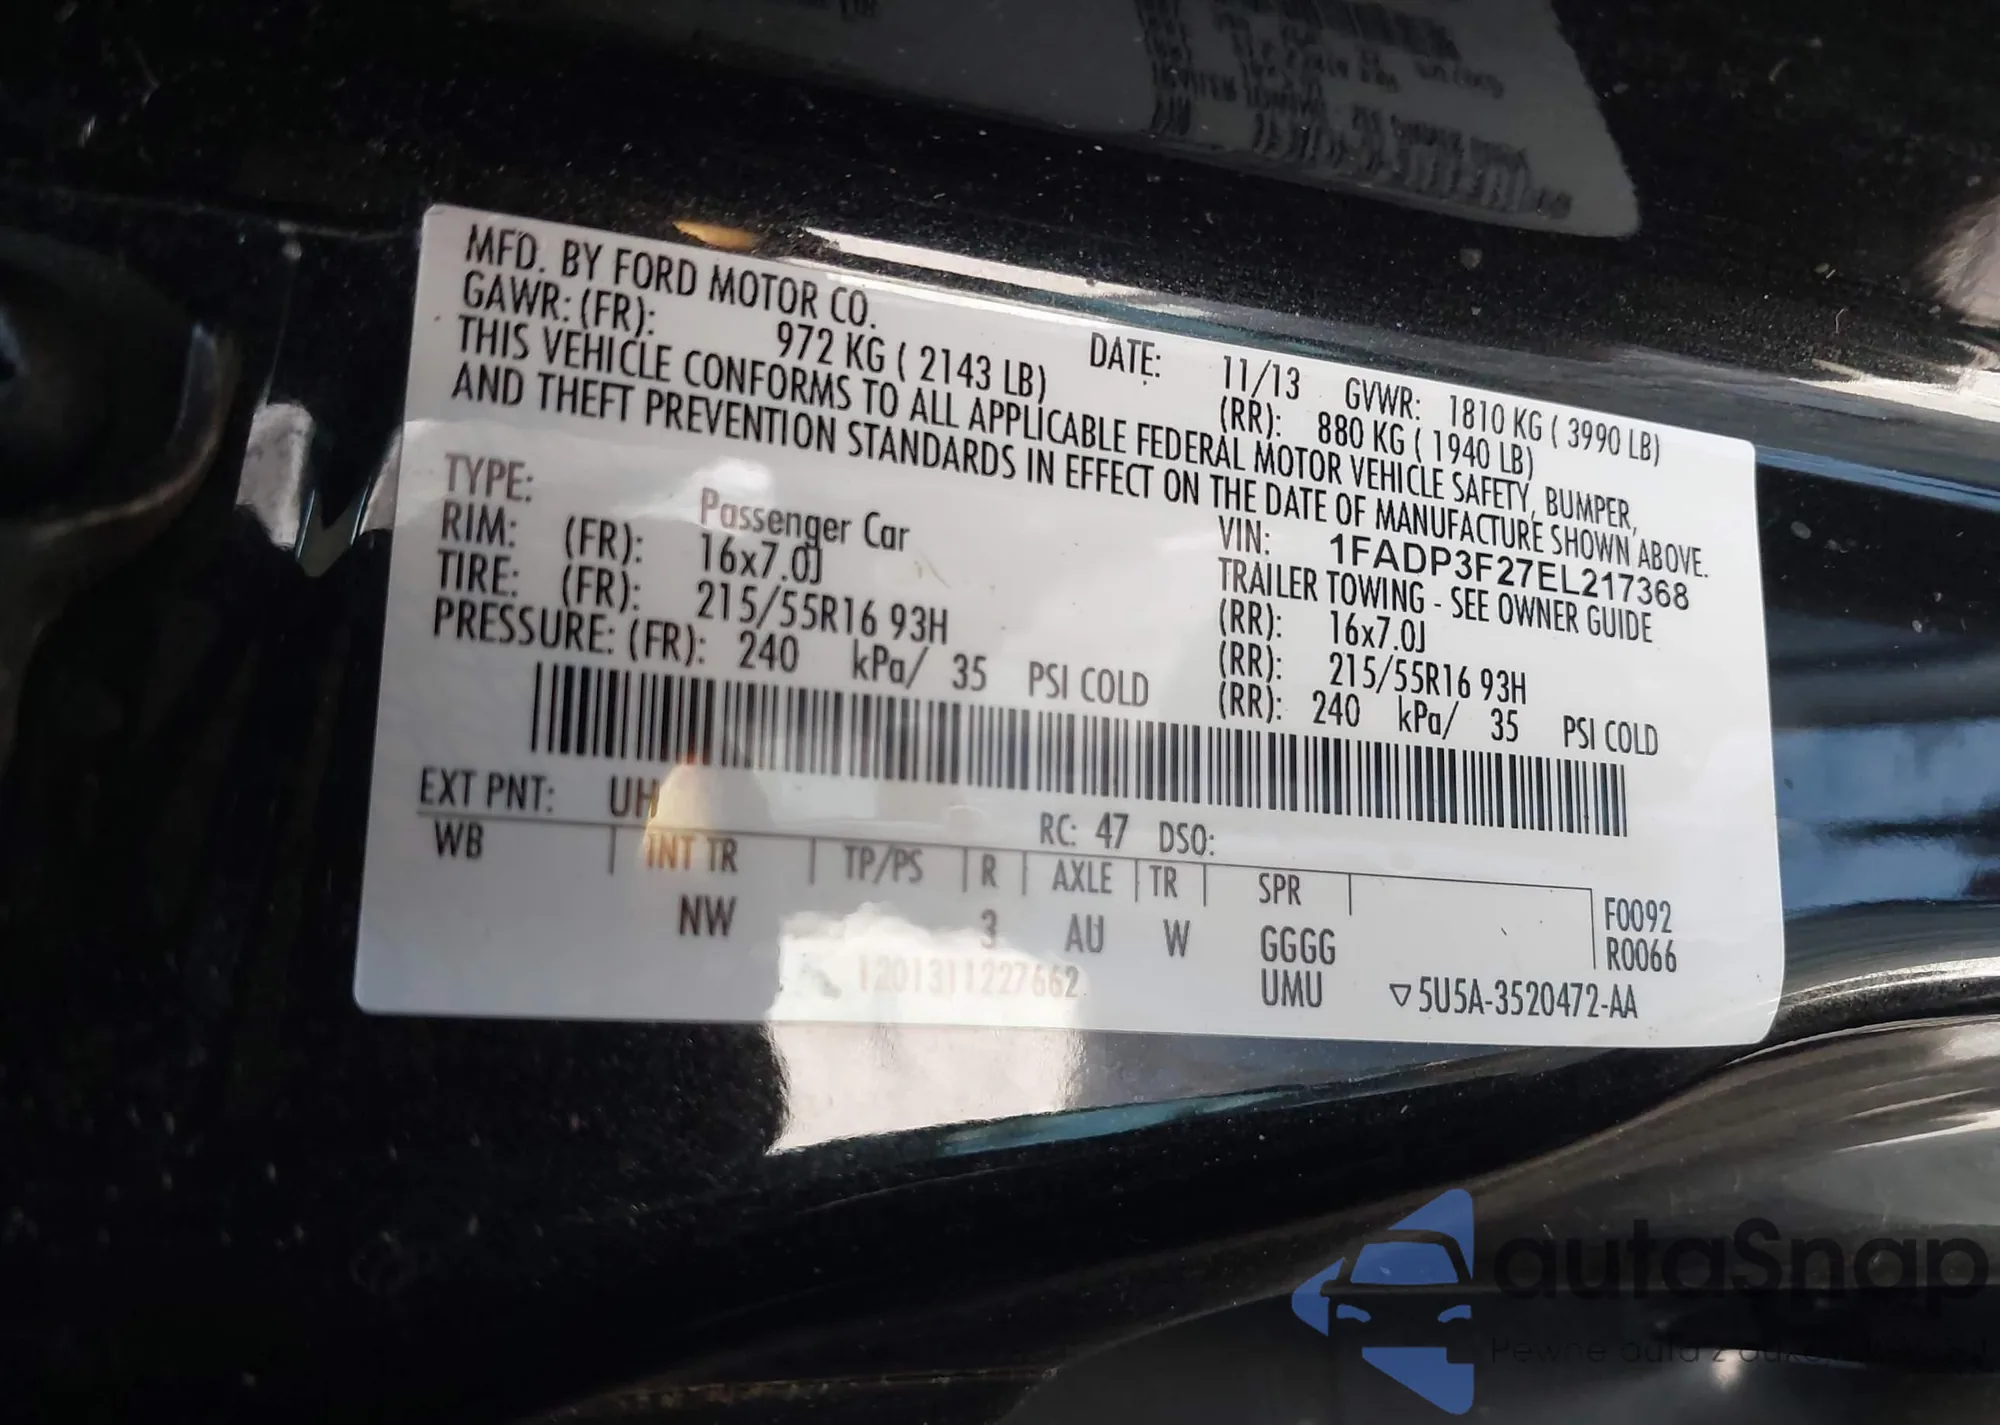 MFD. BY FORD MOTOR CO.
DATE: 11/13 GVWR: 1810 KG ( 3990 LB)
GAWR: (FR): 972 KG ( 2143 LB) (RR): 880 KG ( 1940 LB)
THIS VEHICLE CONFORMS TO ALL APPLICABLE FEDERAL MOTOR VEHICLE SAFETY, BUMPER,
AND THEFT PREVENTION STANDARDS IN EFFECT ON THE DATE OF MANUFACTURE SHOWN ABOVE.
VIN: 1FADP3F27EL217368
TYPE: Passenger Car TRAILER TOWING - SEE OWNER GUIDE
RIM: (FR): 16x7.0J (RR): 16x7.0J
TIRE: (FR): 215/55R16 93H (RR): 215/55R16 93H
PRESSURE: (FR): 240 kPa/ 35 PSI COLD (RR): 240 kPa/ 35 PSI COLD
EXT PNT: UH RC: 47 DSO:
WB INT TR TP/PS R AXLE TR SPR F0092
NW 3 AU W GGGG R0066
1201311227662 UMU ▽5U5A-3520472-AA
autaSnap
Pewne auta z